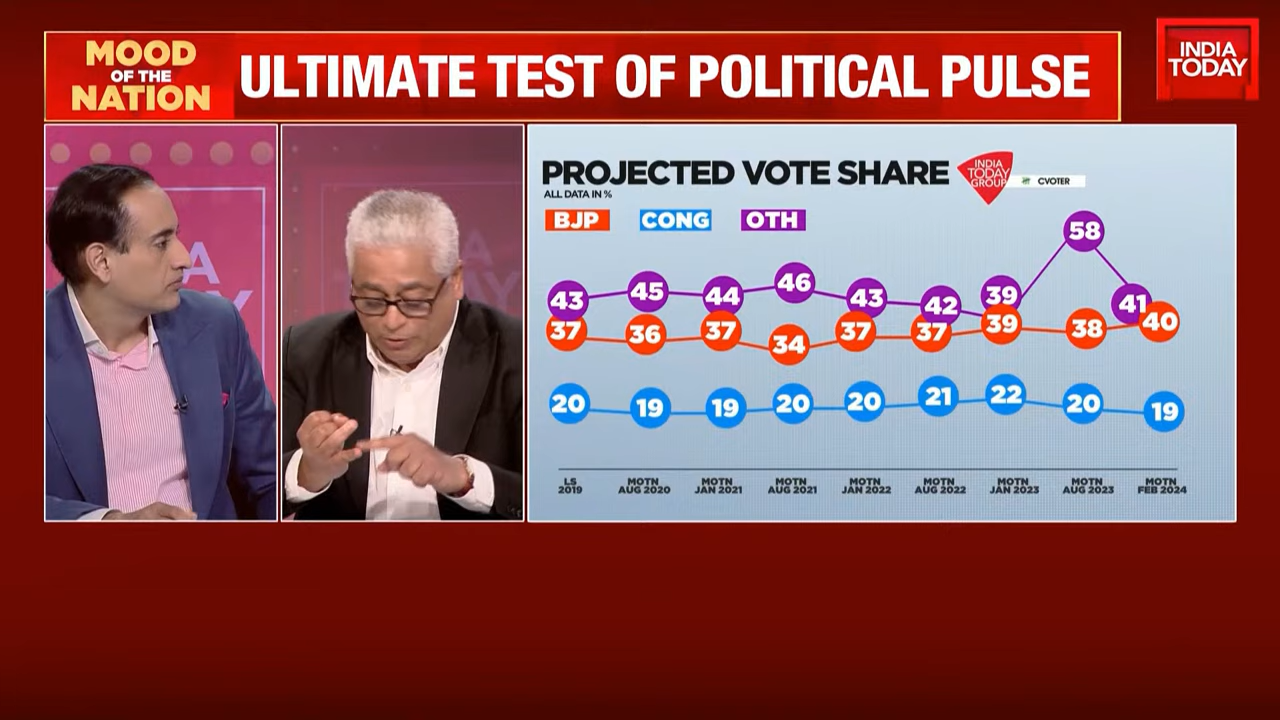 MOOD
OF THE
NATION
ULTIMATE TEST OF POLITICAL PULSE
INDIA
TODAY
PROJECTED VOTE SHARE
INDIA
TODAY
GROUP
CVOTER
ALL DATA IN %
BJP CONG OTH
43 45 44 46 43 42 39 58 41
37 36 37 34 37 37 39 38 40
20 19 19 20 20 21 22 20 19
LS MOTN MOTN MOTN MOTN MOTN MOTN MOTN MOTN
2019 AUG 2020 JAN 2021 AUG 2021 JAN 2022 AUG 2022 JAN 2023 AUG 2023 FEB 2024